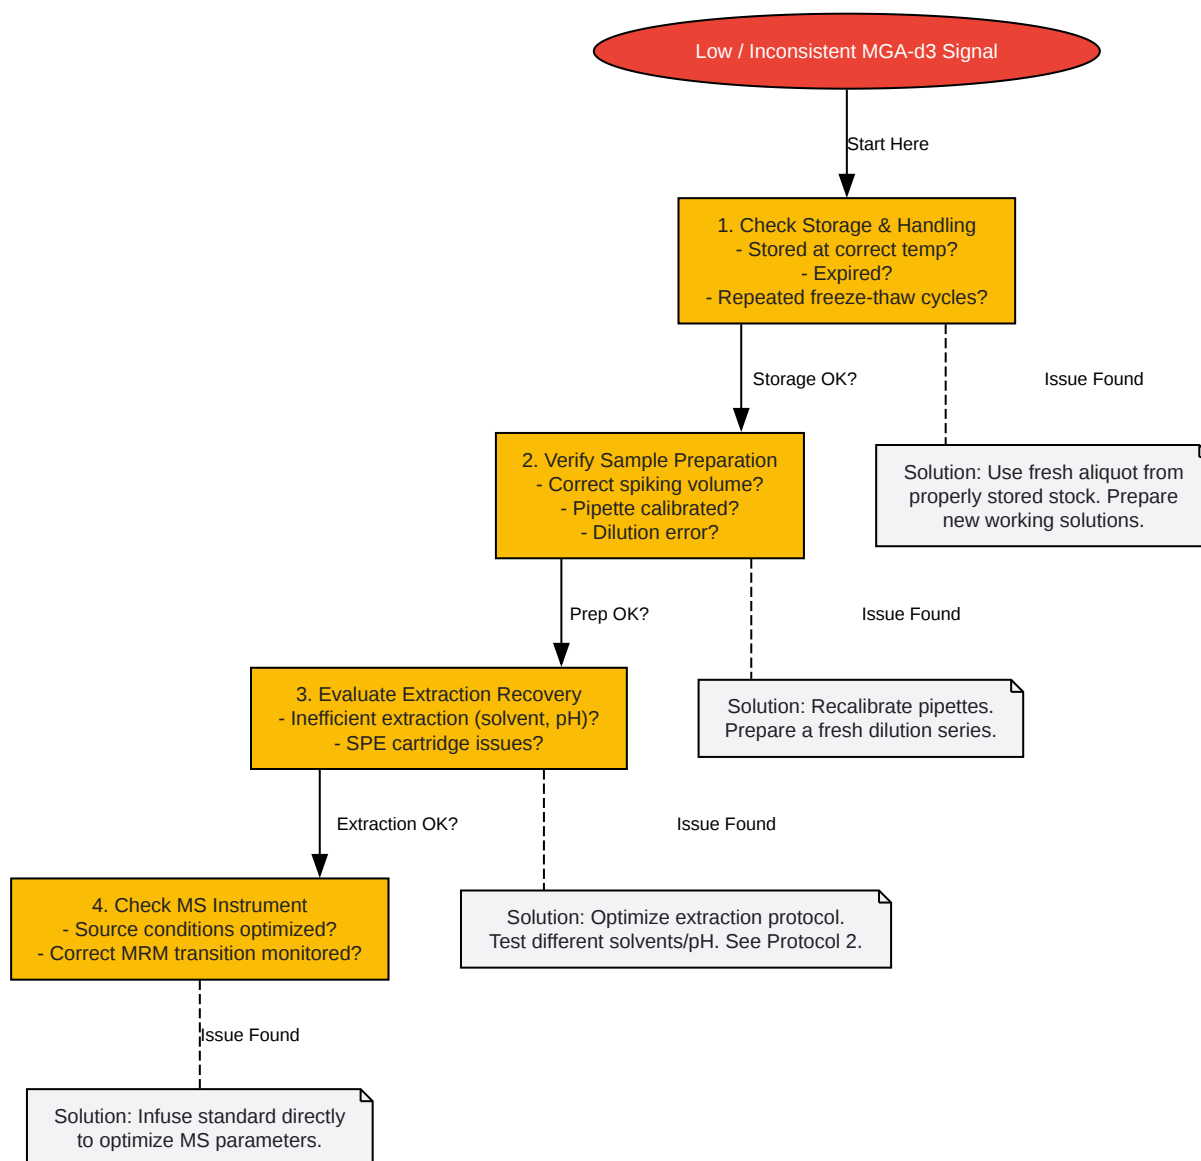 Low / Inconsistent MGA-d3 Signal
Start Here
1. Check Storage & Handling
- Stored at correct temp?
- Expired?
- Repeated freeze-thaw cycles?
Storage OK?
Issue Found
2. Verify Sample Preparation
- Correct spiking volume?
- Pipette calibrated?
- Dilution error?
Solution: Use fresh aliquot from
properly stored stock. Prepare
new working solutions.
Prep OK?
Issue Found
3. Evaluate Extraction Recovery
- Inefficient extraction (solvent, pH)?
- SPE cartridge issues?
Solution: Recalibrate pipettes.
Prepare a fresh dilution series.
Extraction OK?
Issue Found
4. Check MS Instrument
- Source conditions optimized?
- Correct MRM transition monitored?
Solution: Optimize extraction protocol.
Test different solvents/pH. See Protocol 2.
Issue Found
Solution: Infuse standard directly
to optimize MS parameters.